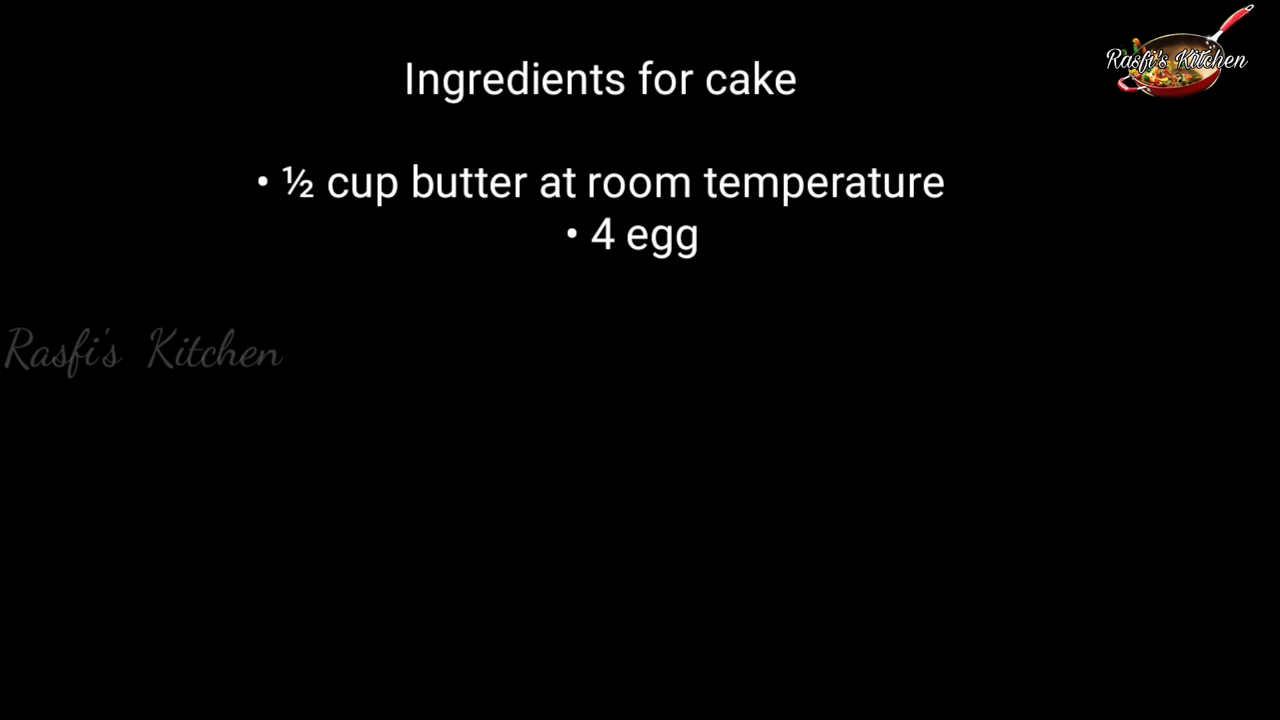 Rasfi's Kitchen
Ingredients for cake
• ½ cup butter at room temperature
• 4 egg
Rasfi's Kitchen